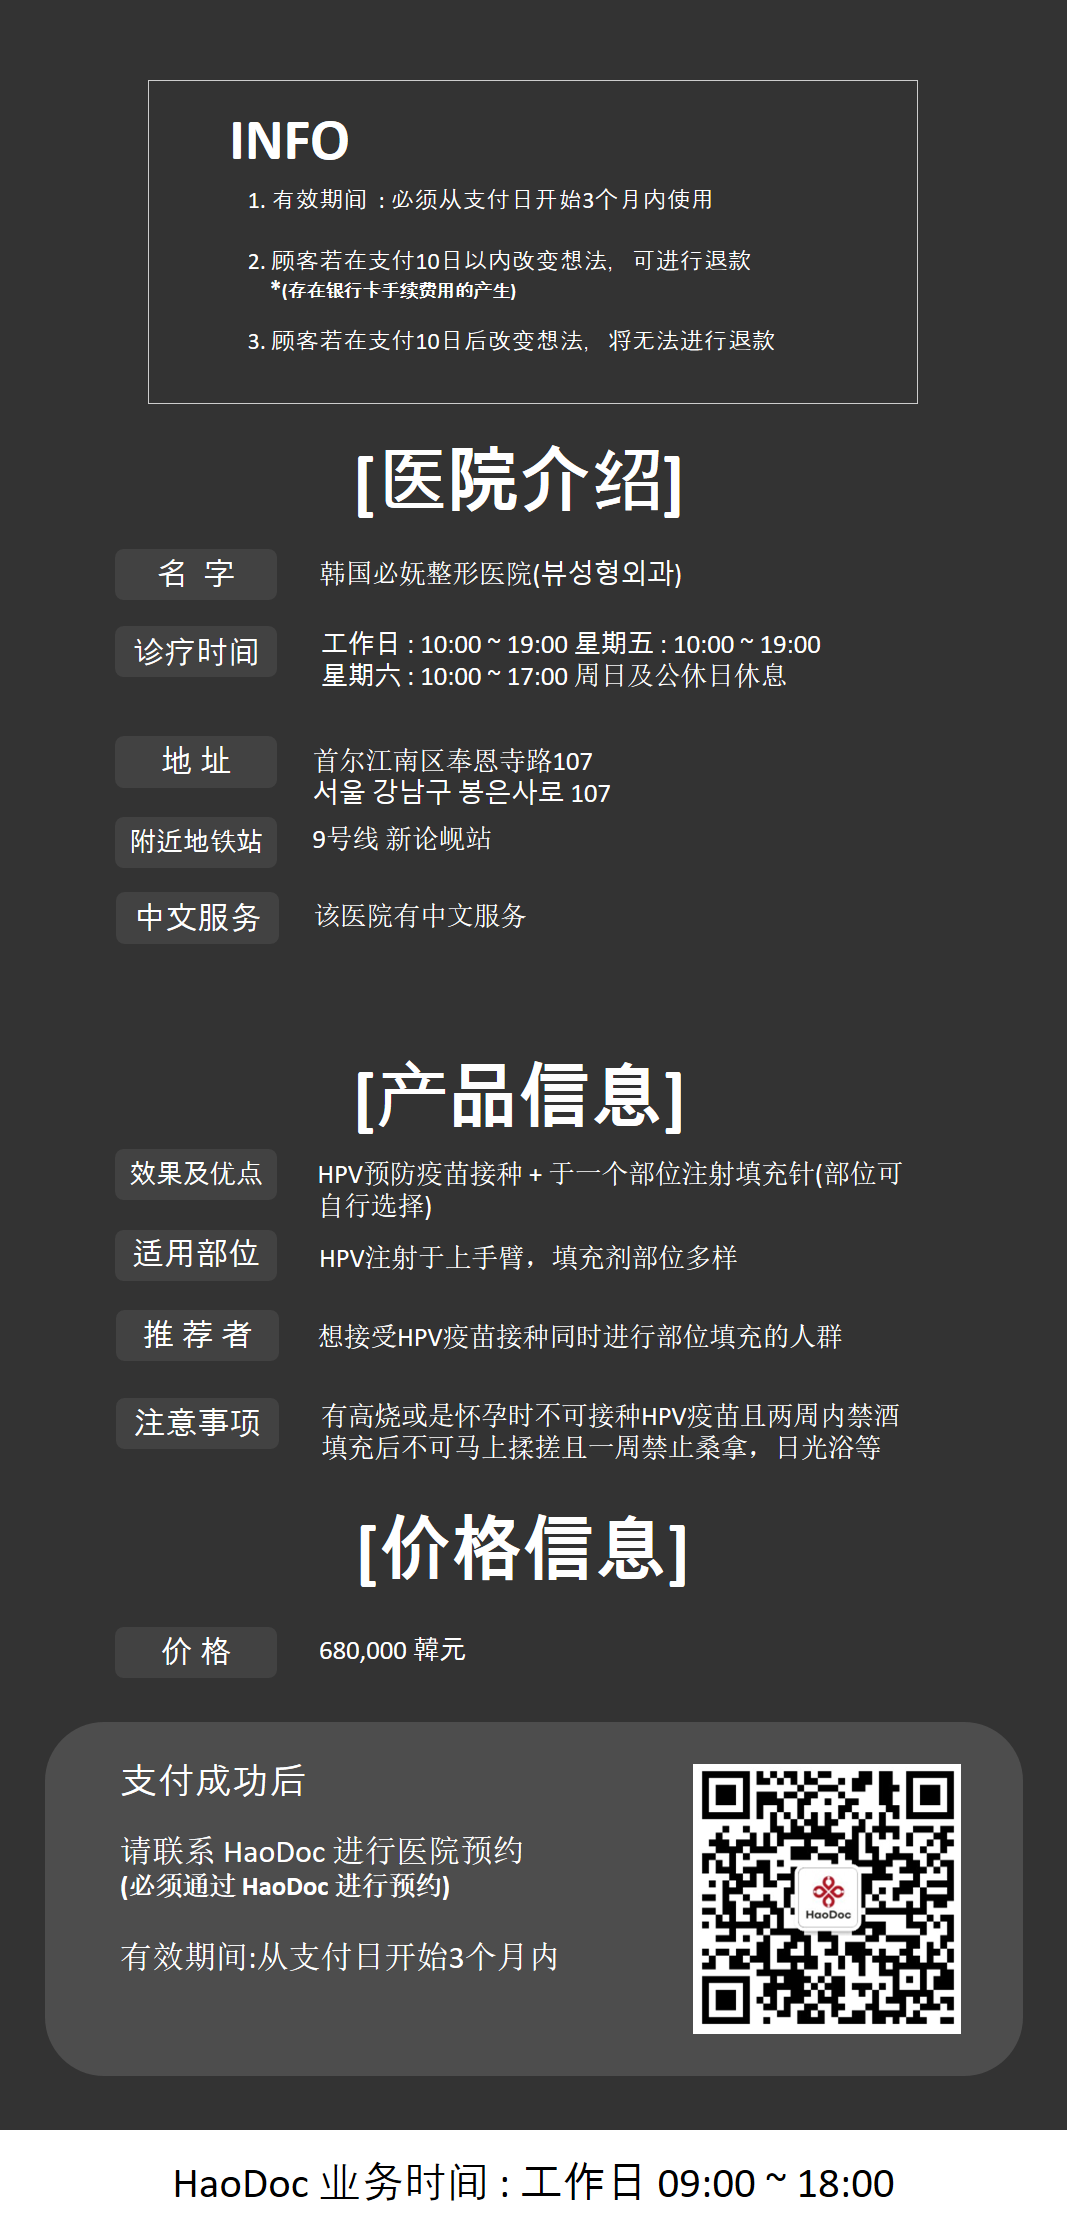 INFO
1. 有效期间 : 必须从支付日开始3个月内使用
2. 顾客若在支付10日以内改变想法, 可进行退款
*(存在银行卡手续费用的产生)
3. 顾客若在支付10日后改变想法, 将无法进行退款
[医院介绍]
名 字
韩国必妩整形医院(뷰성형외과)
诊疗时间
工作日 : 10:00 ~ 19:00 星期五 : 10:00 ~ 19:00
星期六 : 10:00 ~ 17:00 周日及公休日休息
地 址
首尔江南区奉恩寺路107
서울 강남구 봉은사로 107
附近地铁站
9号线 新论岘站
中文服务
该医院有中文服务
[产品信息]
效果及优点
HPV预防疫苗接种 + 于一个部位注射填充针(部位可
自行选择)
适用部位
HPV注射于上手臂，填充剂部位多样
推 荐 者
想接受HPV疫苗接种同时进行部位填充的人群
注意事项
有高烧或是怀孕时不可接种HPV疫苗且两周内禁酒
填充后不可马上揉搓且一周禁止桑拿，日光浴等
[价格信息]
价 格
680,000 韓元
支付成功后
请联系 HaoDoc 进行医院预约
(必须通过 HaoDoc 进行预约)
有效期间:从支付日开始3个月内
HaoDoc
HaoDoc 业务时间 : 工作日 09:00 ~ 18:00